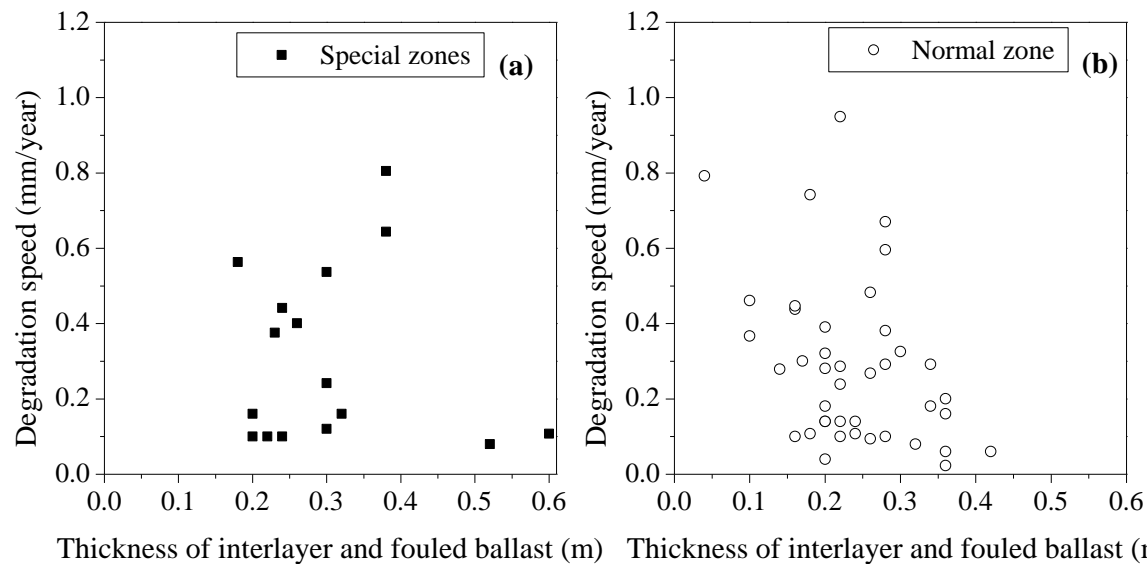 Special zones
(a)
1.2
1.0
0.8
0.6
0.4
0.2
0.0
Degradation speed (mm/year)
0.0 0.1 0.2 0.3 0.4 0.5 0.6
Thickness of interlayer and fouled ballast (m)
Normal zone
(b)
1.2
1.0
0.8
0.6
0.4
0.2
0.0
Degradation speed (mm/year)
0.0 0.1 0.2 0.3 0.4 0.5 0.6
Thickness of interlayer and fouled ballast